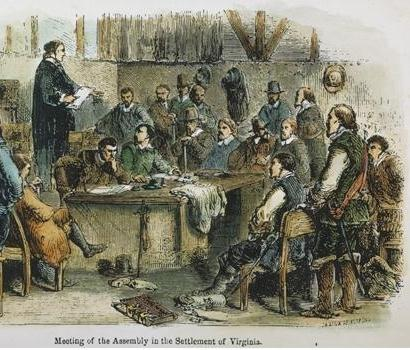 Meeting of the Assembly in the Settlement of Virginia.